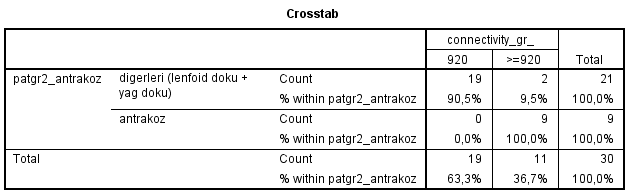 Crosstab
connectivity_gr_
920 >=920 Total
patgr2_antrakoz digerleri (lenfoid doku + yag doku) Count 19 2 21
% within patgr2_antrakoz 90,5% 9,5% 100,0%
antrakoz Count 0 9 9
% within patgr2_antrakoz 0,0% 100,0% 100,0%
Total Count 19 11 30
% within patgr2_antrakoz 63,3% 36,7% 100,0%